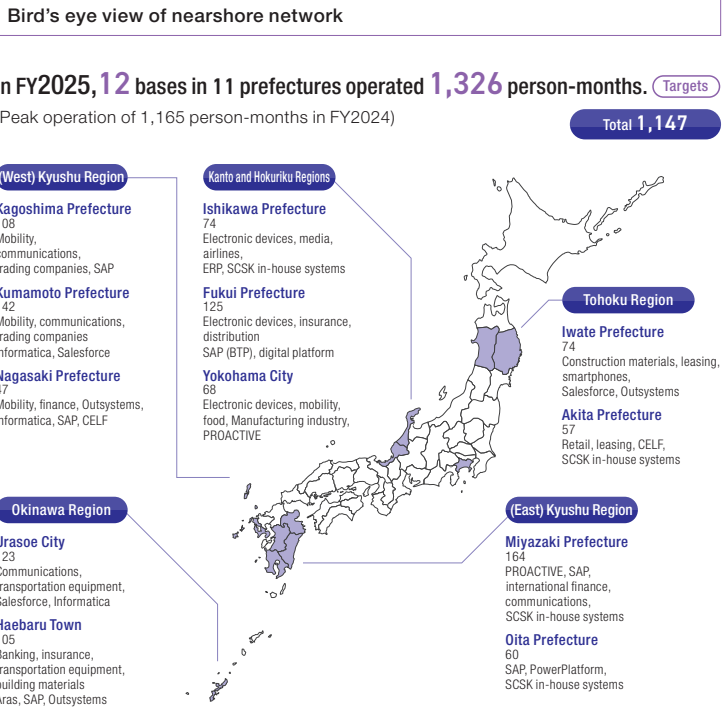 Bird's eye view of nearshore network
n FY2025, 12 bases in 11 prefectures operated 1,326 person-months. Targets
(Peak operation of 1,165 person-months in FY2024)
Total 1,147
(West) Kyushu Region
Kagoshima Prefecture
08
Mobility,
communications,
rading companies, SAP
Kumamoto Prefecture
42
Mobility, communications,
rading companies
nformatica, Salesforce
Nagasaki Prefecture
47
Mobility, finance, Outsystems,
nformatica, SAP, CELF
Kanto and Hokuriku Regions
Ishikawa Prefecture
74
Electronic devices, media,
airlines,
ERP, SCSK in-house systems
Fukui Prefecture
125
Electronic devices, insurance,
distribution
SAP (BTP), digital platform
Yokohama City
68
Electronic devices, mobility,
food, Manufacturing industry,
PROACTIVE
Tohoku Region
Iwate Prefecture
74
Construction materials, leasing,
smartphones,
Salesforce, Outsystems
Akita Prefecture
57
Retail, leasing, CELF,
SCSK in-house systems
Okinawa Region
Urasoe City
23
Communications,
ransportation equipment,
Salesforce, Informatica
Haebaru Town
05
Banking, insurance,
ransportation equipment,
building materials
Aras, SAP, Outsystems
(East) Kyushu Region
Miyazaki Prefecture
164
PROACTIVE, SAP,
international finance,
communications,
SCSK in-house systems
Oita Prefecture
60
SAP, PowerPlatform,
SCSK in-house systems